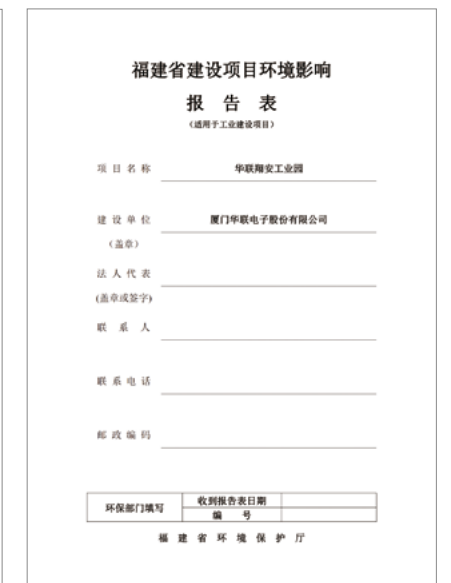 福建省建设项目环境影响
报 告 表
（适用于工业建设项目）
项 目 名 称 华联翔安工业园
建 设 单 位 厦门华联电子股份有限公司
（盖章）
法 人 代 表
(盖章或签字)
联 系 人
联 系 电 话
邮 政 编 码
环保部门填写 收到报告表日期
编 号
福 建 省 环 境 保 护 厅